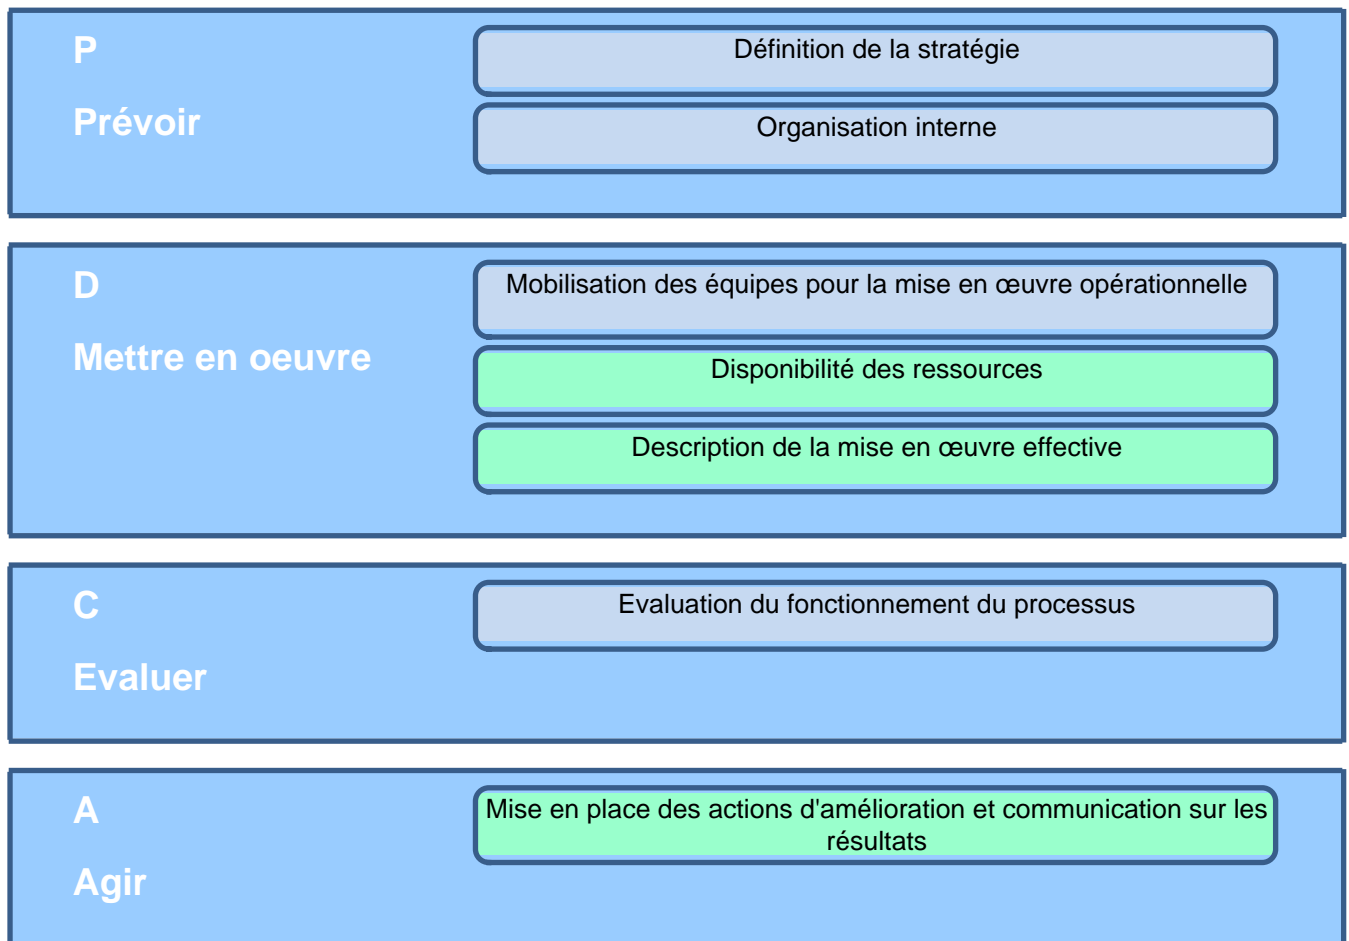 P
Prévoir
Définition de la stratégie
Organisation interne
D
Mettre en oeuvre
Mobilisation des équipes pour la mise en œuvre opérationnelle
Disponibilité des ressources
Description de la mise en œuvre effective
C
Evaluer
Evaluation du fonctionnement du processus
A
Agir
Mise en place des actions d'amélioration et communication sur les
résultats